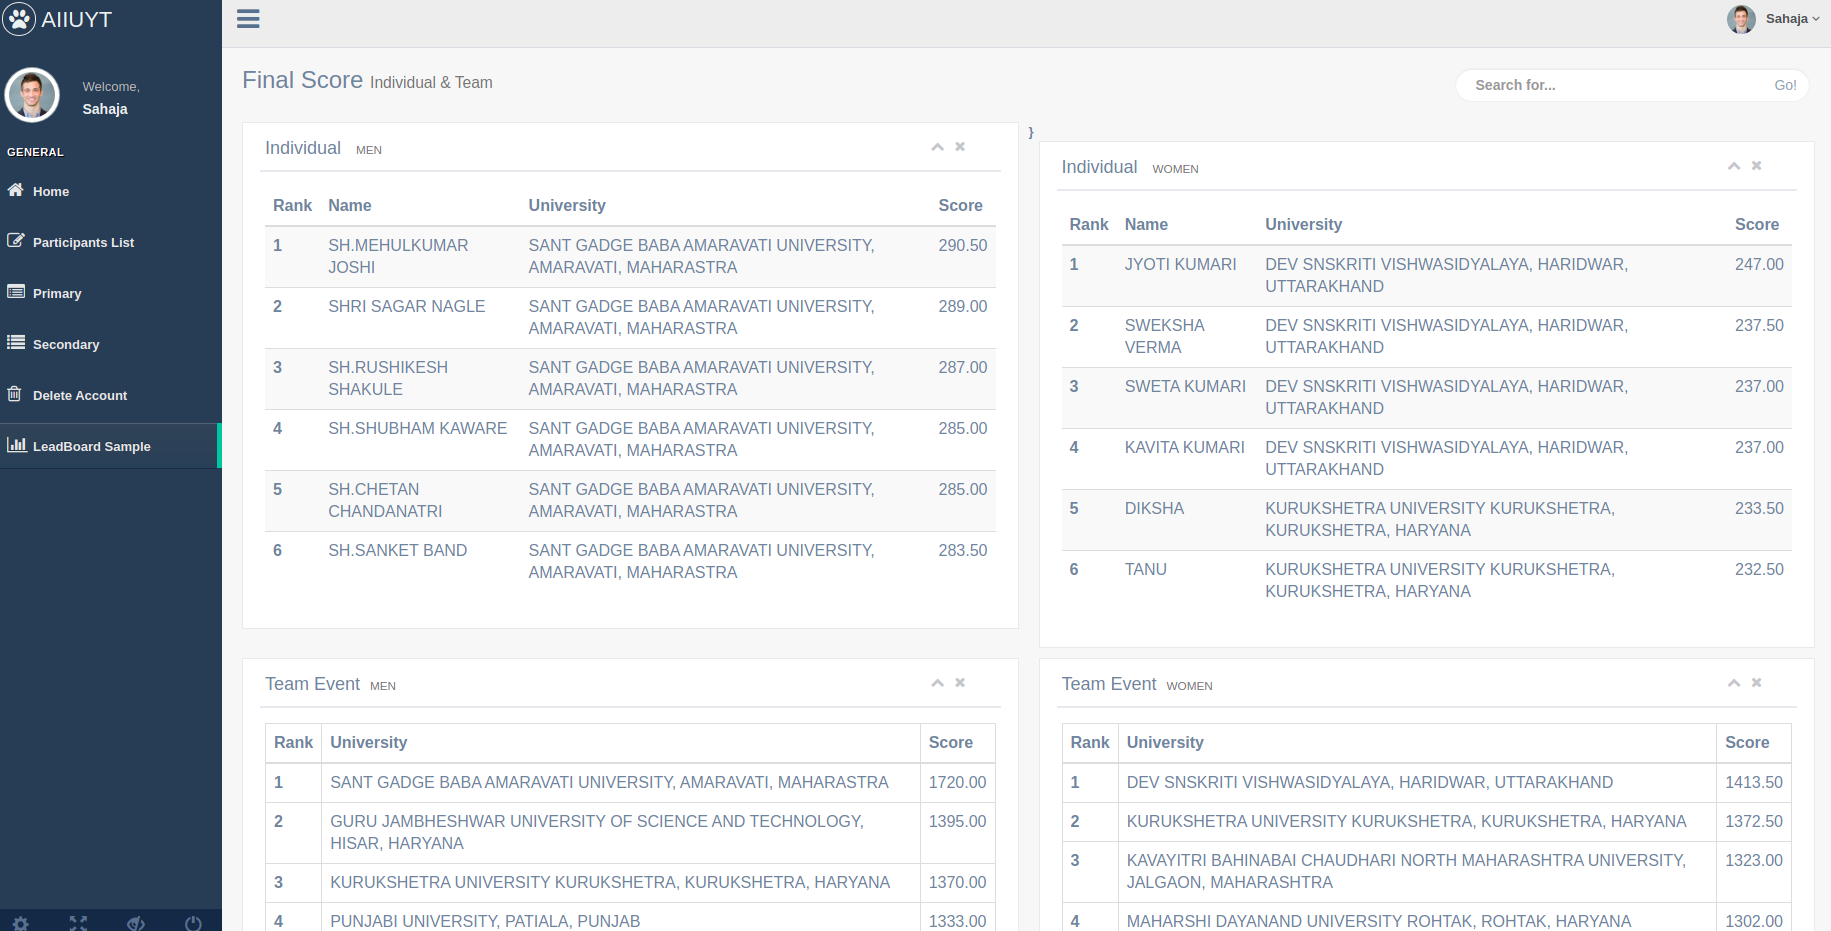 AIIUYT
Sahaja
Welcome,
Sahaja
GENERAL
Home
Participants List
Primary
Secondary
Delete Account
LeadBoard Sample
Final Score Individual & Team
Search for... Go!
Individual MEN
Rank Name University Score
1 SH.MEHULKUMAR JOSHI SANT GADGE BABA AMARAVATI UNIVERSITY, AMARAVATI, MAHARASTRA 290.50
2 SHRI SAGAR NAGLE SANT GADGE BABA AMARAVATI UNIVERSITY, AMARAVATI, MAHARASTRA 289.00
3 SH.RUSHIKESH SHAKULE SANT GADGE BABA AMARAVATI UNIVERSITY, AMARAVATI, MAHARASTRA 287.00
4 SH.SHUBHAM KAWARE SANT GADGE BABA AMARAVATI UNIVERSITY, AMARAVATI, MAHARASTRA 285.00
5 SH.CHETAN CHANDANATRI SANT GADGE BABA AMARAVATI UNIVERSITY, AMARAVATI, MAHARASTRA 285.00
6 SH.SANKET BAND SANT GADGE BABA AMARAVATI UNIVERSITY, AMARAVATI, MAHARASTRA 283.50
}
Individual WOMEN
Rank Name University Score
1 JYOTI KUMARI DEV SNSKRITI VISHWASIDYALAYA, HARIDWAR, UTTARAKHAND 247.00
2 SWEKSHA VERMA DEV SNSKRITI VISHWASIDYALAYA, HARIDWAR, UTTARAKHAND 237.50
3 SWETA KUMARI DEV SNSKRITI VISHWASIDYALAYA, HARIDWAR, UTTARAKHAND 237.00
4 KAVITA KUMARI DEV SNSKRITI VISHWASIDYALAYA, HARIDWAR, UTTARAKHAND 237.00
5 DIKSHA KURUKSHETRA UNIVERSITY KURUKSHETRA, KURUKSHETRA, HARYANA 233.50
6 TANU KURUKSHETRA UNIVERSITY KURUKSHETRA, KURUKSHETRA, HARYANA 232.50
Team Event MEN
Rank University Score
1 SANT GADGE BABA AMARAVATI UNIVERSITY, AMARAVATI, MAHARASTRA 1720.00
2 GURU JAMBHESHWAR UNIVERSITY OF SCIENCE AND TECHNOLOGY, HISAR, HARYANA 1395.00
3 KURUKSHETRA UNIVERSITY KURUKSHETRA, KURUKSHETRA, HARYANA 1370.00
4 PUNJABI UNIVERSITY, PATIALA, PUNJAB 1333.00
Team Event WOMEN
Rank University Score
1 DEV SNSKRITI VISHWASIDYALAYA, HARIDWAR, UTTARAKHAND 1413.50
2 KURUKSHETRA UNIVERSITY KURUKSHETRA, KURUKSHETRA, HARYANA 1372.50
3 KAVAYITRI BAHINABAI CHAUDHARI NORTH MAHARASHTRA UNIVERSITY, JALGAON, MAHARASHTRA 1323.00
4 MAHARSHI DAYANAND UNIVERSITY ROHTAK, ROHTAK, HARYANA 1302.00